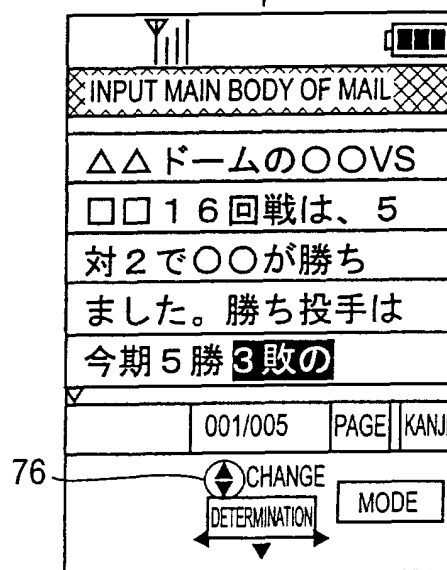 INPUT MAIN BODY OF MAIL
△△ドームの○○VS
□□16回戦は、5
対2で○○が勝ち
ました。勝ち投手は
今期5勝3敗の
001/005 PAGE KANJI
76
CHANGE
DETERMINATION
MODE